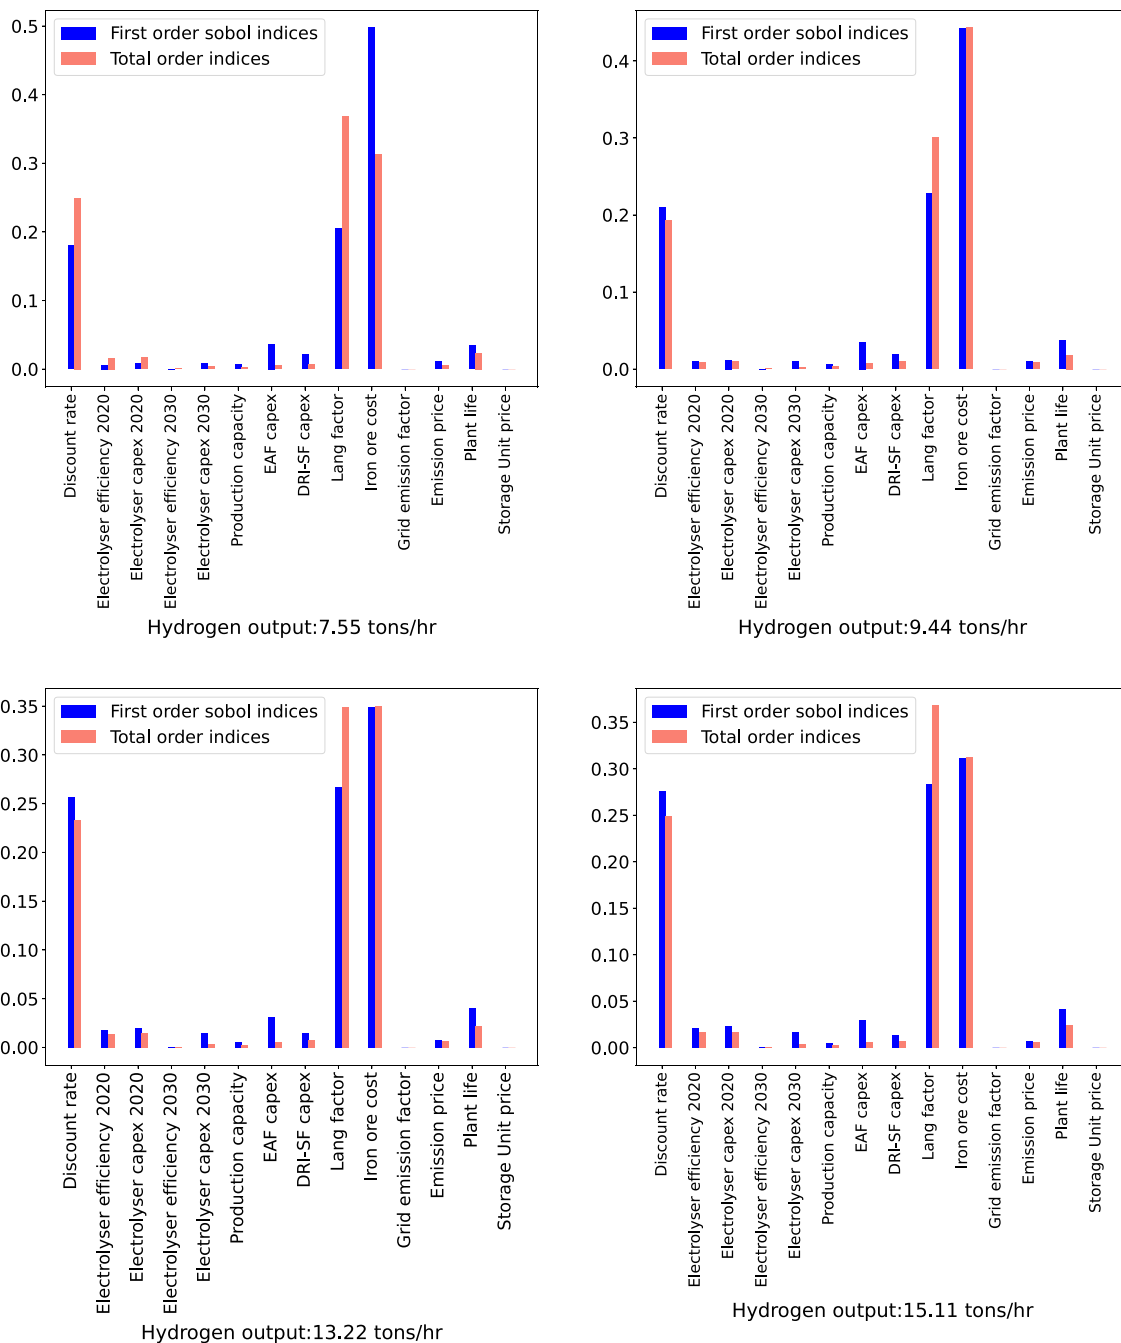 First order sobol indices
Total order indices
0.5
0.4
0.3
0.2
0.1
0.0
Discount rate
Electrolyser efficiency 2020
Electrolyser capex 2020
Electrolyser efficiency 2030
Electrolyser capex 2030
Production capacity
EAF capex
DRI-SF capex
Lang factor
Iron ore cost
Grid emission factor
Emission price
Plant life
Storage Unit price
Hydrogen output:7.55 tons/hr
First order sobol indices
Total order indices
0.4
0.3
0.2
0.1
0.0
Discount rate
Electrolyser efficiency 2020
Electrolyser capex 2020
Electrolyser efficiency 2030
Electrolyser capex 2030
Production capacity
EAF capex
DRI-SF capex
Lang factor
Iron ore cost
Grid emission factor
Emission price
Plant life
Storage Unit price
Hydrogen output:9.44 tons/hr
First order sobol indices
Total order indices
0.35
0.30
0.25
0.20
0.15
0.10
0.05
0.00
Discount rate
Electrolyser efficiency 2020
Electrolyser capex 2020
Electrolyser efficiency 2030
Electrolyser capex 2030
Production capacity
EAF capex
DRI-SF capex
Lang factor
Iron ore cost
Grid emission factor
Emission price
Plant life
Storage Unit price
Hydrogen output:13.22 tons/hr
First order sobol indices
Total order indices
0.35
0.30
0.25
0.20
0.15
0.10
0.05
0.00
Discount rate
Electrolyser efficiency 2020
Electrolyser capex 2020
Electrolyser efficiency 2030
Electrolyser capex 2030
Production capacity
EAF capex
DRI-SF capex
Lang factor
Iron ore cost
Grid emission factor
Emission price
Plant life
Storage Unit price
Hydrogen output:15.11 tons/hr